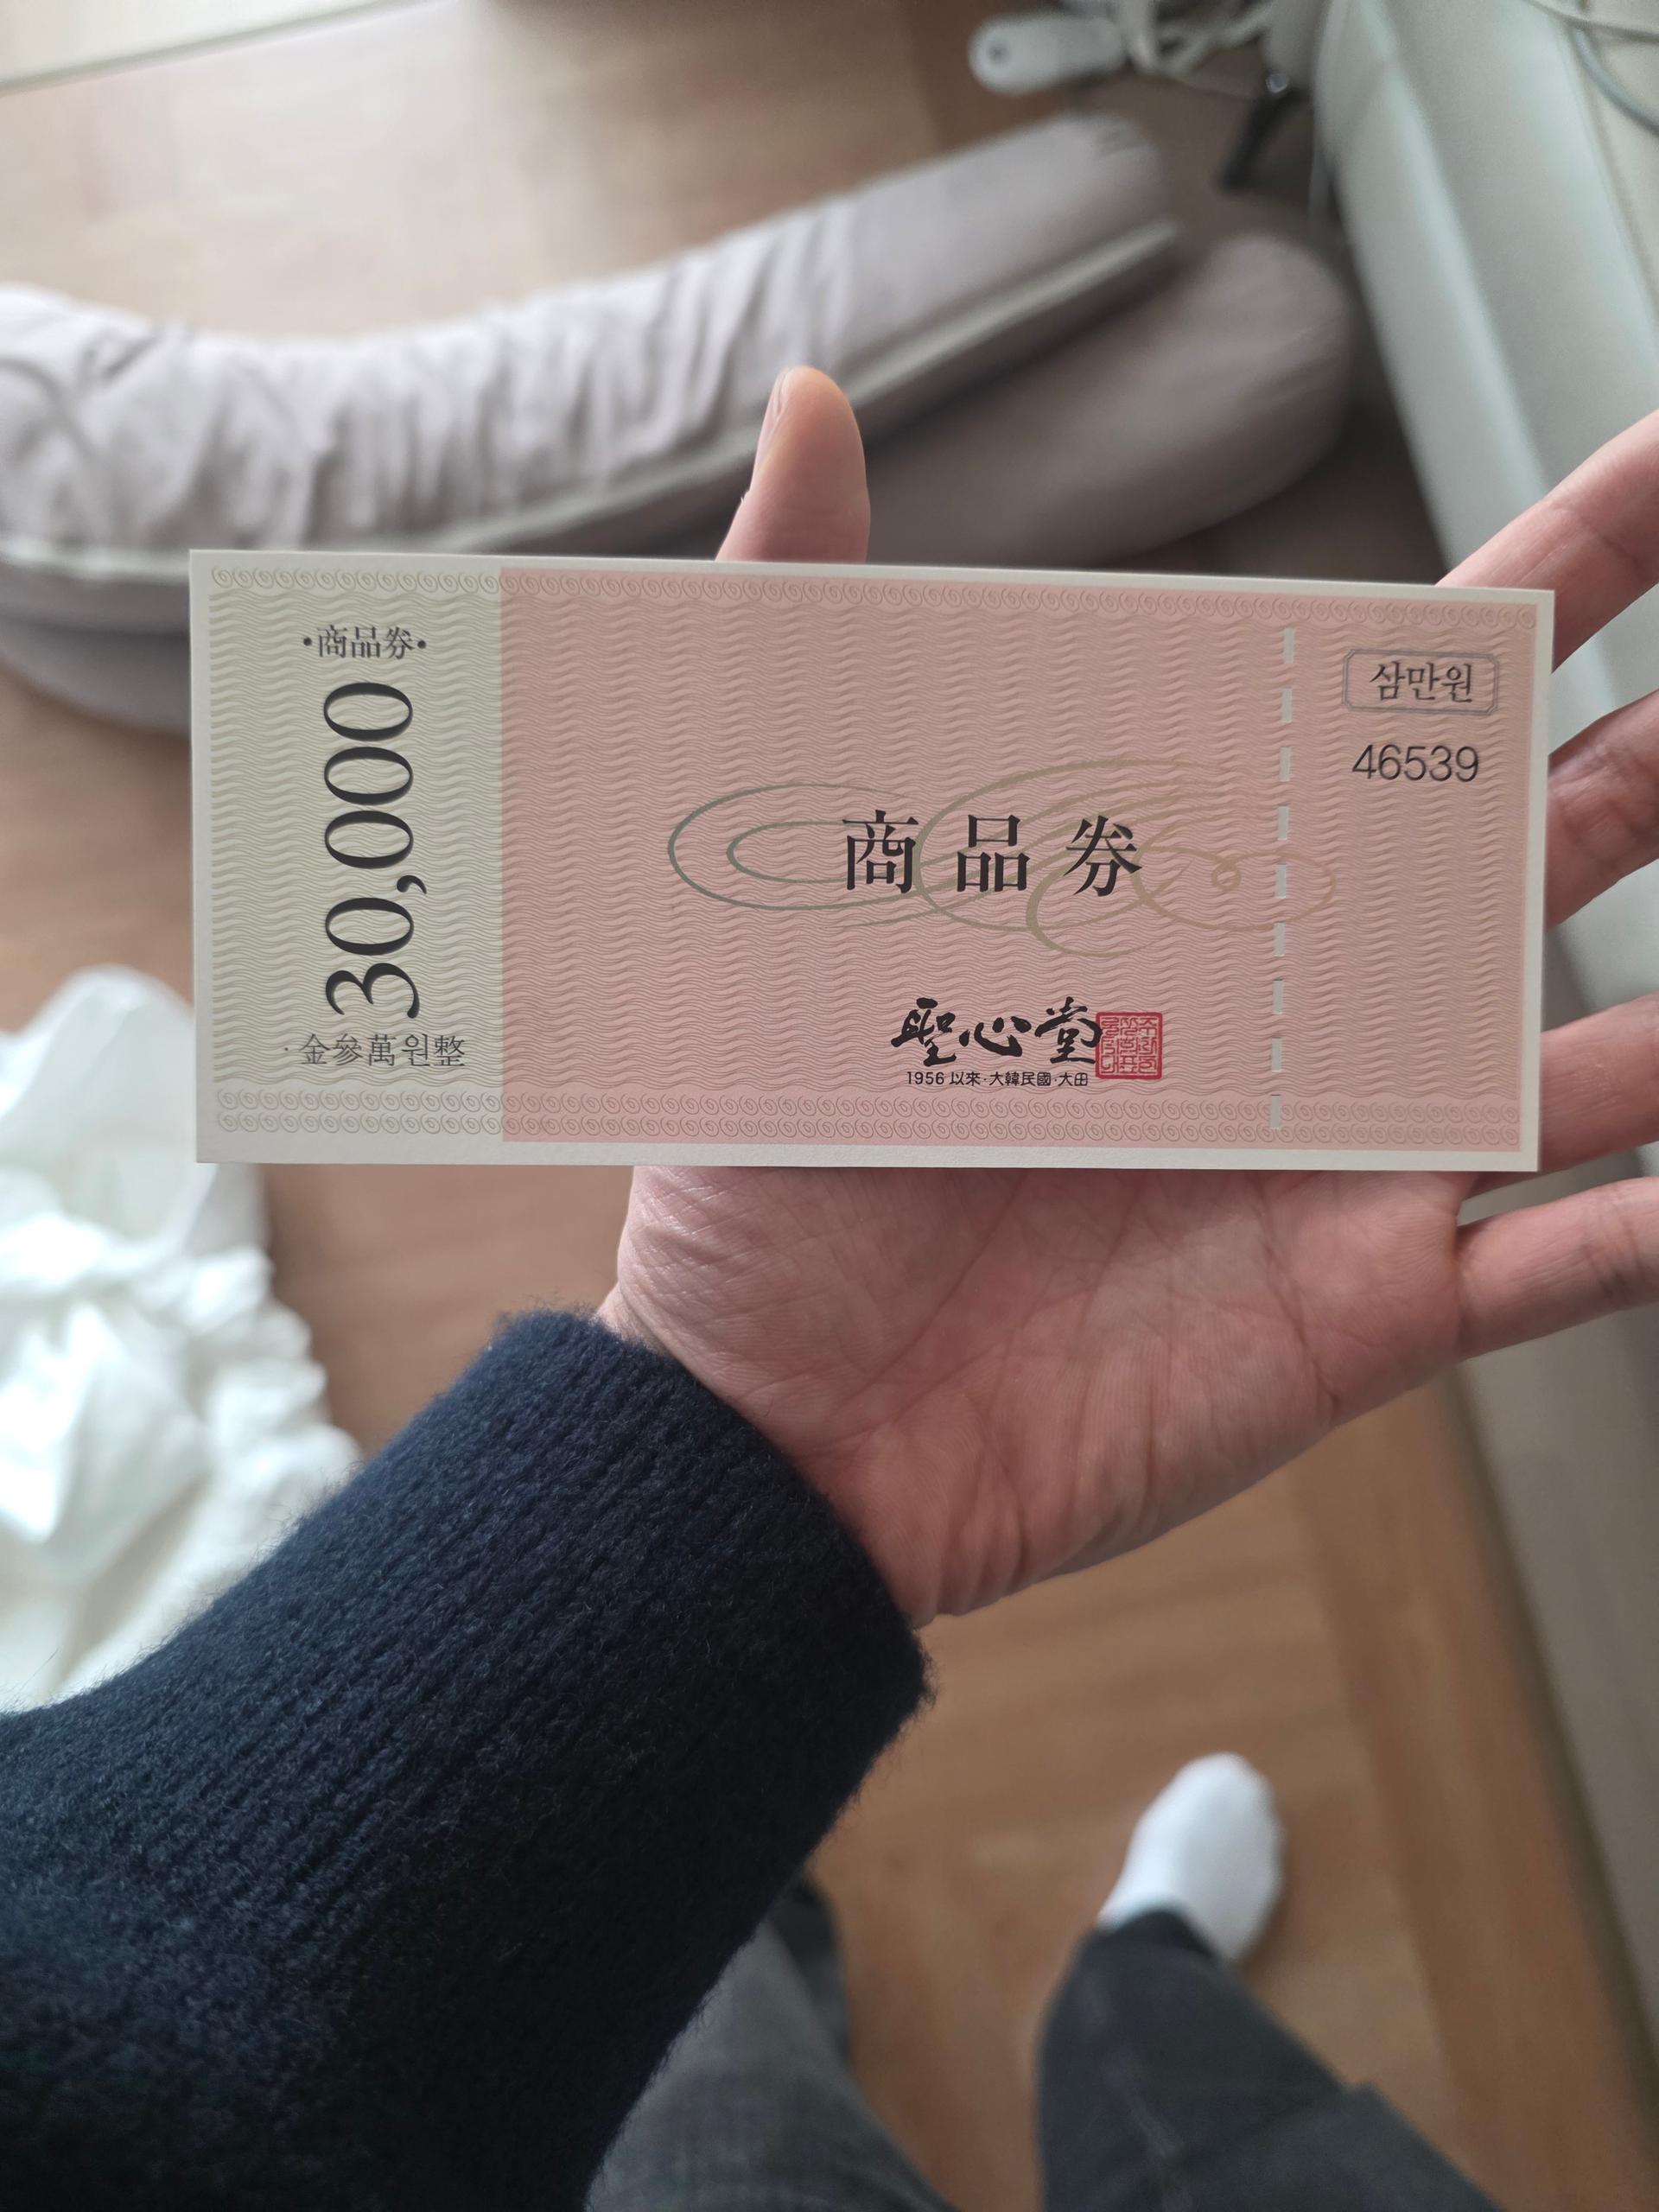 ·商品券·
30,000
·金參萬원整
商品券
聖心堂
1956 以來·大韓民國·大田
삼만원
46539